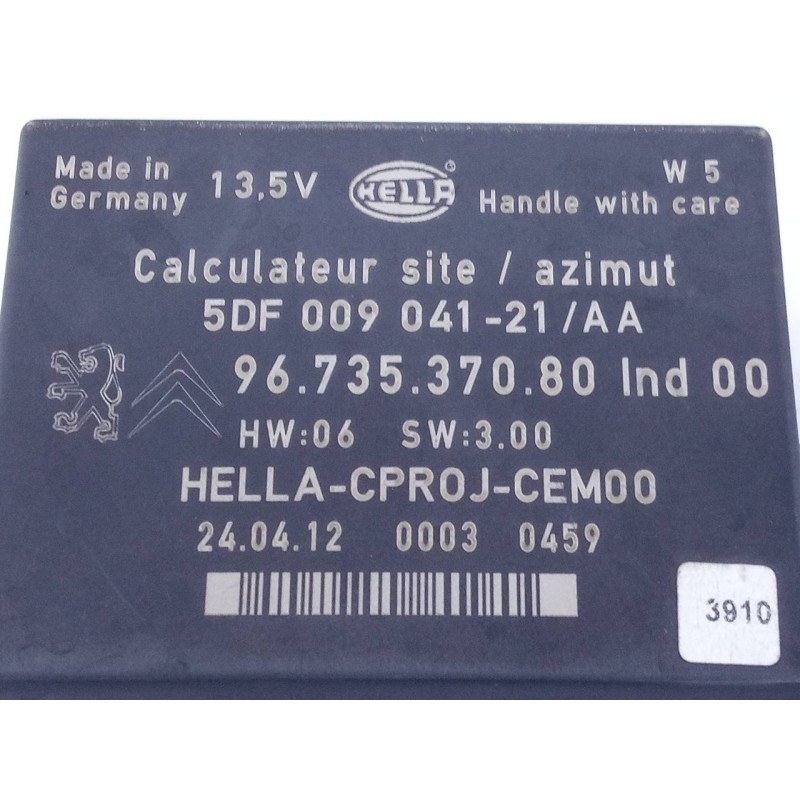 Made in
Germany
13,5V
HELLA
®
W 5
Handle with care
Calculateur site / azimut
5DF 009 041-21/AA
96.735.370.80 Ind 00
HW:06 SW:3.00
HELLA-CPROJ-CEM00
24.04.12 0003 0459
3910